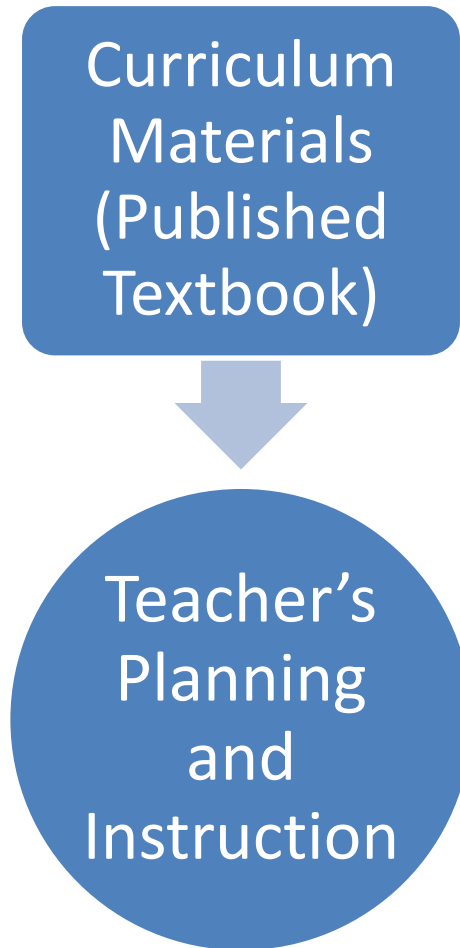 Curriculum
Materials
(Published
Textbook)
Teacher’s
Planning
and
Instruction